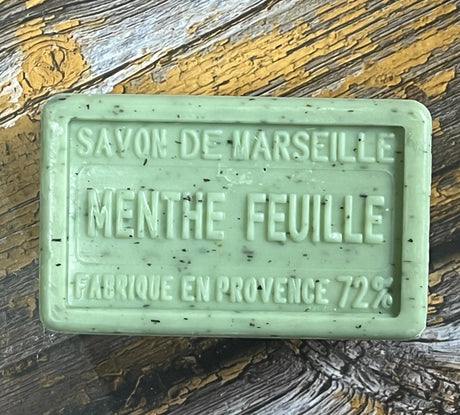 SAVON DE MARSEILLE
MENTHE FEUILLE
FABRIQUE EN PROVENCE 72%